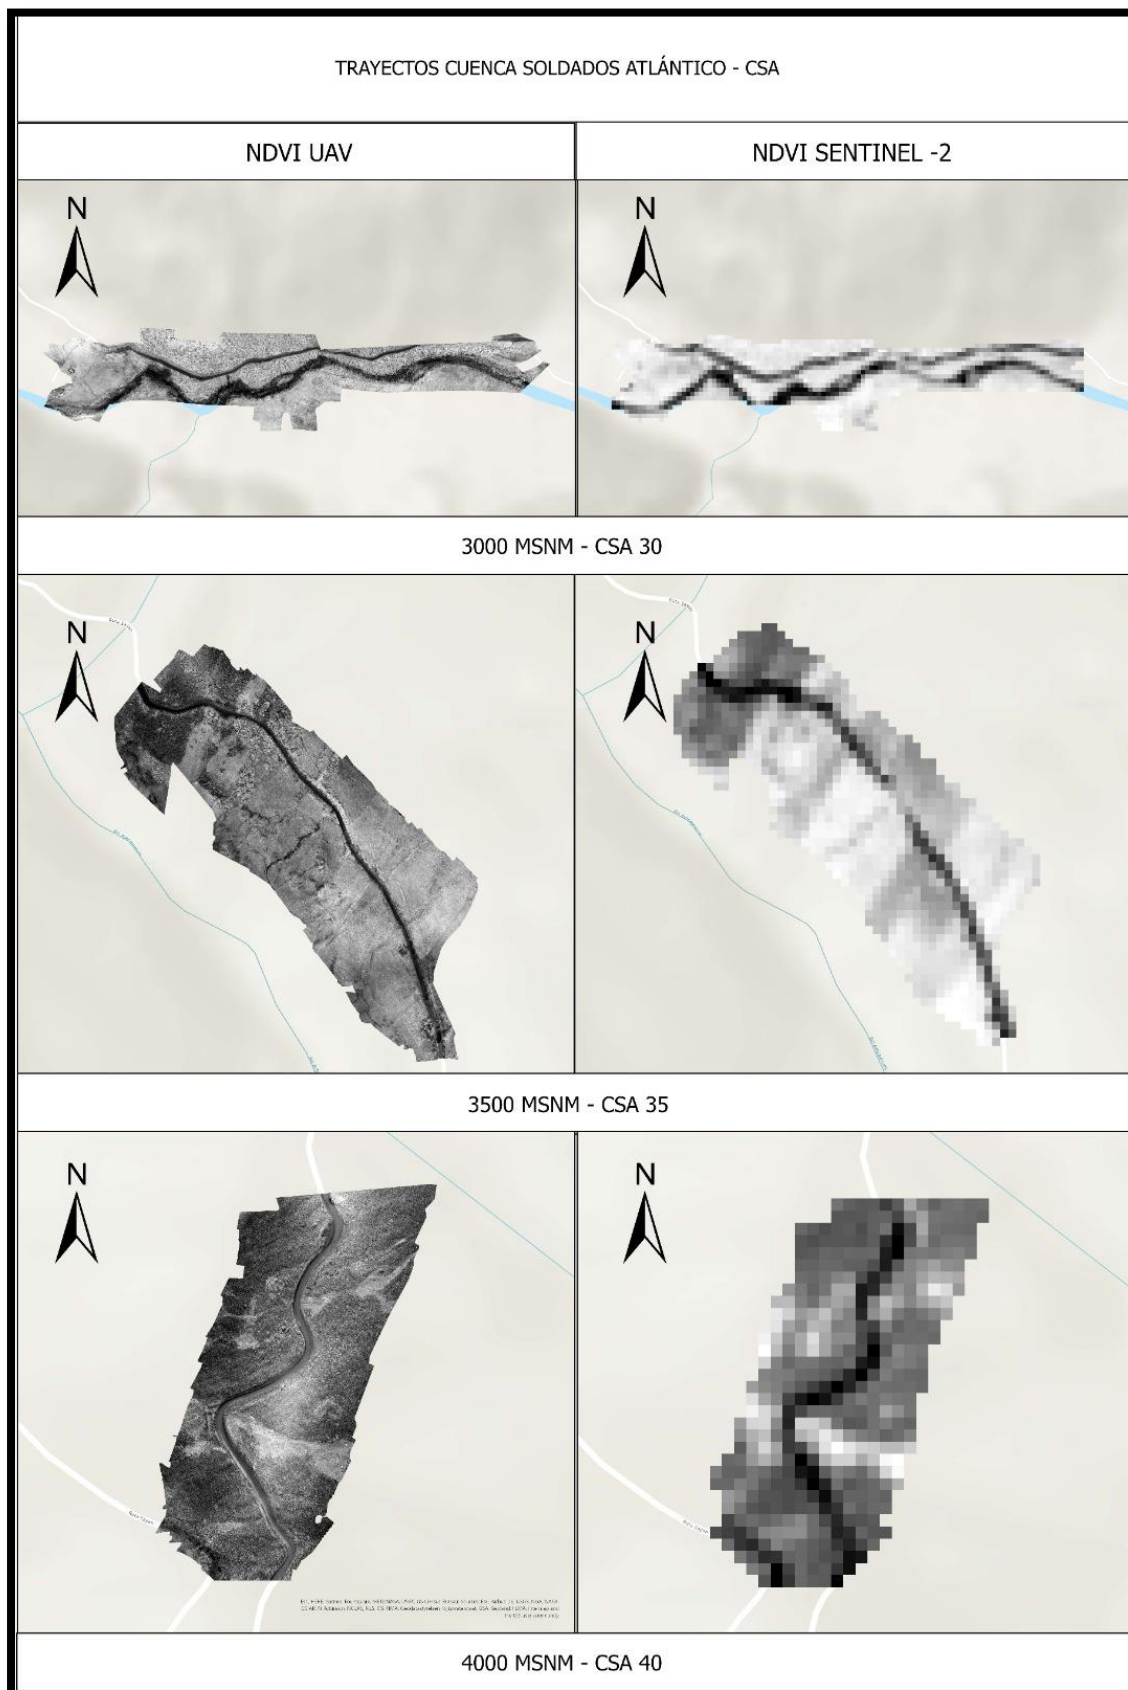 TRAYECTOS CUENCA SOLDADOS ATLÁNTICO - CSA
NDVI UAV
NDVI SENTINEL -2
N
N
3000 MSNM - CSA 30
N
N
3500 MSNM - CSA 35
N
N
4000 MSNM - CSA 40